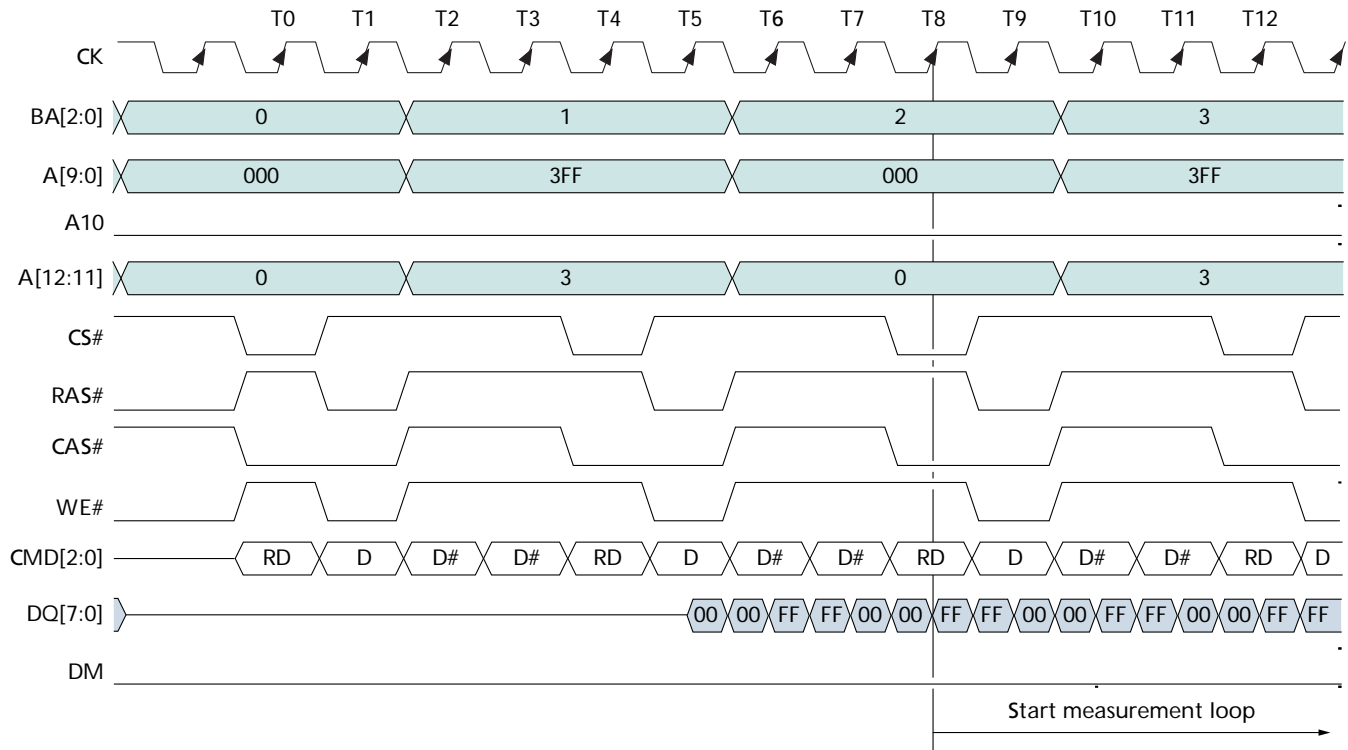 T0 T1 T2 T3 T4 T5 T6 T7 T8 T9 T10 T11 T12
CK
BA[2:0] 0 1 2 3
A[9:0] 000 3FF 000 3FF
A10
A[12:11] 0 3 0 3
CS#
RAS#
CAS#
WE#
CMD[2:0] RD D D# D# RD D D# D# RD D D# D# RD D
DQ[7:0] 00 00 FF FF 00 00 FF FF 00 00 FF FF 00 00 FF FF
DM
Start measurement loop